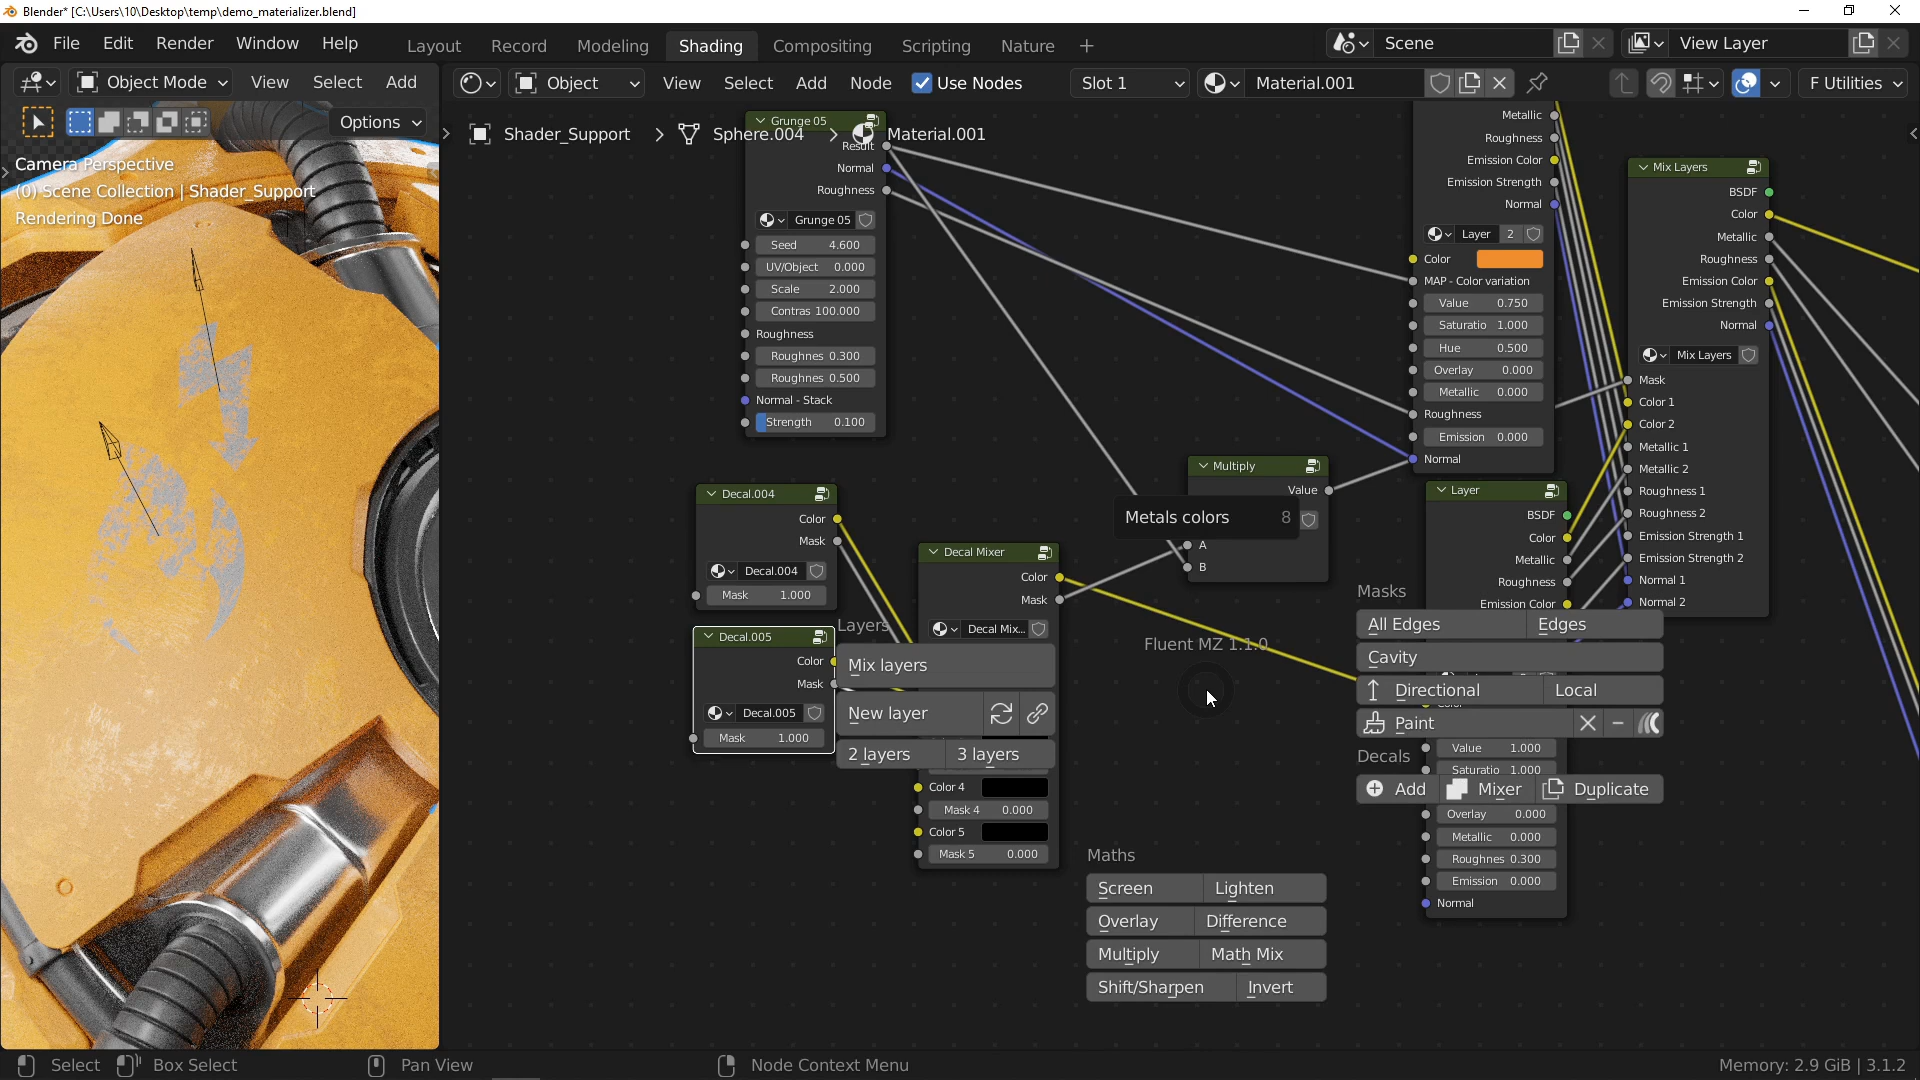 Blender* [C:\Users\10\Desktop\temp\demo_materializer.blend]
File Edit Render Window Help
Layout Record Modeling Shading Compositing Scripting Nature +
Scene
View Layer
Object Mode View Select Add
Object View Select Add Node Use Nodes Slot 1 Material.001 F Utilities
Options
Shader_Support > Sphere.004 > Material.001
Camera Perspective
(0) Scene Collection | Shader_Support
Rendering Done
Grunge 05
Result
Normal
Roughness
Grunge 05
Seed 4.600
UV/Object 0.000
Scale 2.000
Contras 100.000
Roughness
Roughnes 0.300
Roughnes 0.500
Normal - Stack
Strength 0.100
Decal.004
Color
Mask
Decal.004
Mask 1.000
Decal.005
Color
Mask
Decal.005
Mask 1.000
Decal Mixer
Color
Mask
Decal Mix...
Color 4
Mask 4 0.000
Color 5
Mask 5 0.000
Layers
Mix layers
New layer
2 layers 3 layers
Multiply
Value
Metals colors 8
A
B
Fluent MZ 1.1.0
Maths
Screen Lighten
Overlay Difference
Multiply Math Mix
Shift/Sharpen Invert
Metallic
Roughness
Emission Color
Emission Strength
Normal
Layer 2
Color
MAP - Color variation
Value 0.750
Saturatio 1.000
Hue 0.500
Overlay 0.000
Metallic 0.000
Roughness
Emission 0.000
Normal
Layer
BSDF
Color
Metallic
Roughness
Emission Color
Masks
All Edges Edges
Cavity
Directional Local
Paint
Decals
Value 1.000
Saturatio 1.000
Add Mixer Duplicate
Overlay 0.000
Metallic 0.000
Roughnes 0.300
Emission 0.000
Normal
Mix Layers
BSDF
Color
Metallic
Roughness
Emission Color
Emission Strength
Normal
Mix Layers
Mask
Color 1
Color 2
Metallic 1
Metallic 2
Roughness 1
Roughness 2
Emission Strength 1
Emission Strength 2
Normal 1
Normal 2
Select Box Select Pan View Node Context Menu
Memory: 2.9 GiB | 3.1.2